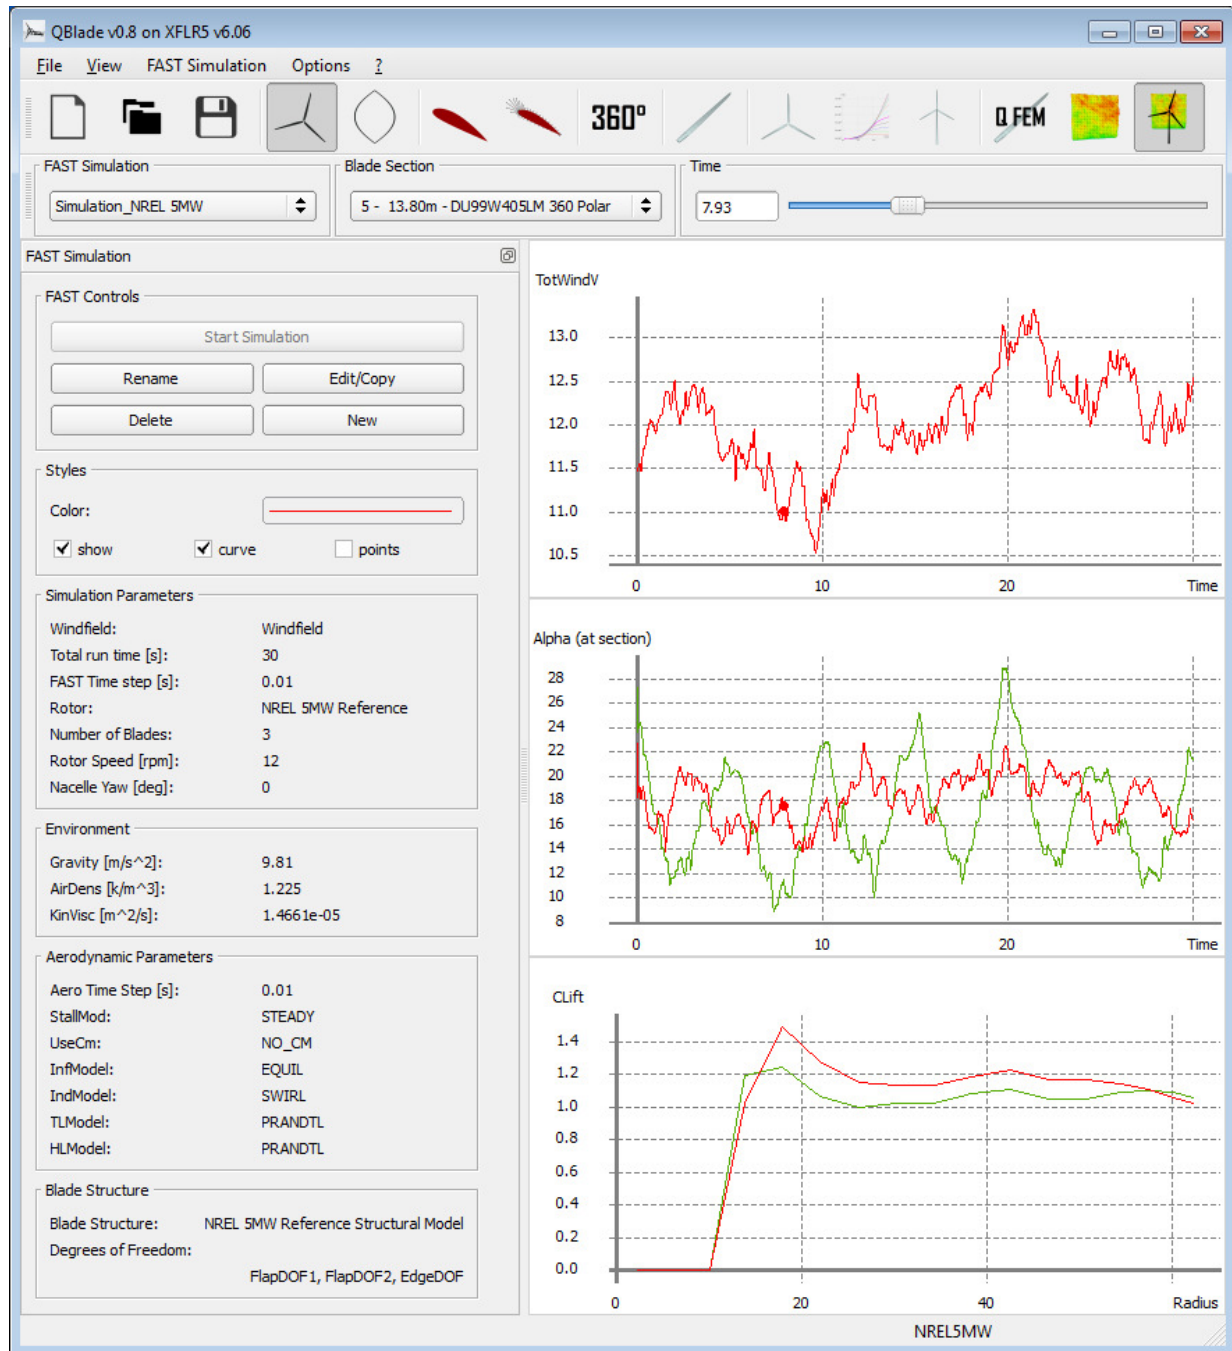 QBlade v0.8 on XFLR5 v6.06
File View FAST Simulation Options ?
360º Q FEM
FAST Simulation Blade Section Time
Simulation_NREL 5MW 5 - 13.80m - DU99W405LM 360 Polar 7.93
FAST Simulation
FAST Controls
Start Simulation
Rename Edit/Copy
Delete New
Styles
Color:
show curve points
Simulation Parameters
Windfield: Windfield
Total run time [s]: 30
FAST Time step [s]: 0.01
Rotor: NREL 5MW Reference
Number of Blades: 3
Rotor Speed [rpm]: 12
Nacelle Yaw [deg]: 0
Environment
Gravity [m/s^2]: 9.81
AirDens [k/m^3]: 1.225
KinVisc [m^2/s]: 1.4661e-05
Aerodynamic Parameters
Aero Time Step [s]: 0.01
StallMod: STEADY
UseCm: NO_CM
InfModel: EQUIL
IndModel: SWIRL
TLModel: PRANDTL
HLModel: PRANDTL
Blade Structure
Blade Structure: NREL 5MW Reference Structural Model
Degrees of Freedom:
FlapDOF1, FlapDOF2, EdgeDOF
TotWindV
13.0
12.5
12.0
11.5
11.0
10.5
0 10 20 Time
Alpha (at section)
28
26
24
22
20
18
16
14
12
10
8
0 10 20 Time
CLift
1.4
1.2
1.0
0.8
0.6
0.4
0.2
0.0
0 20 40 Radius
NREL5MW